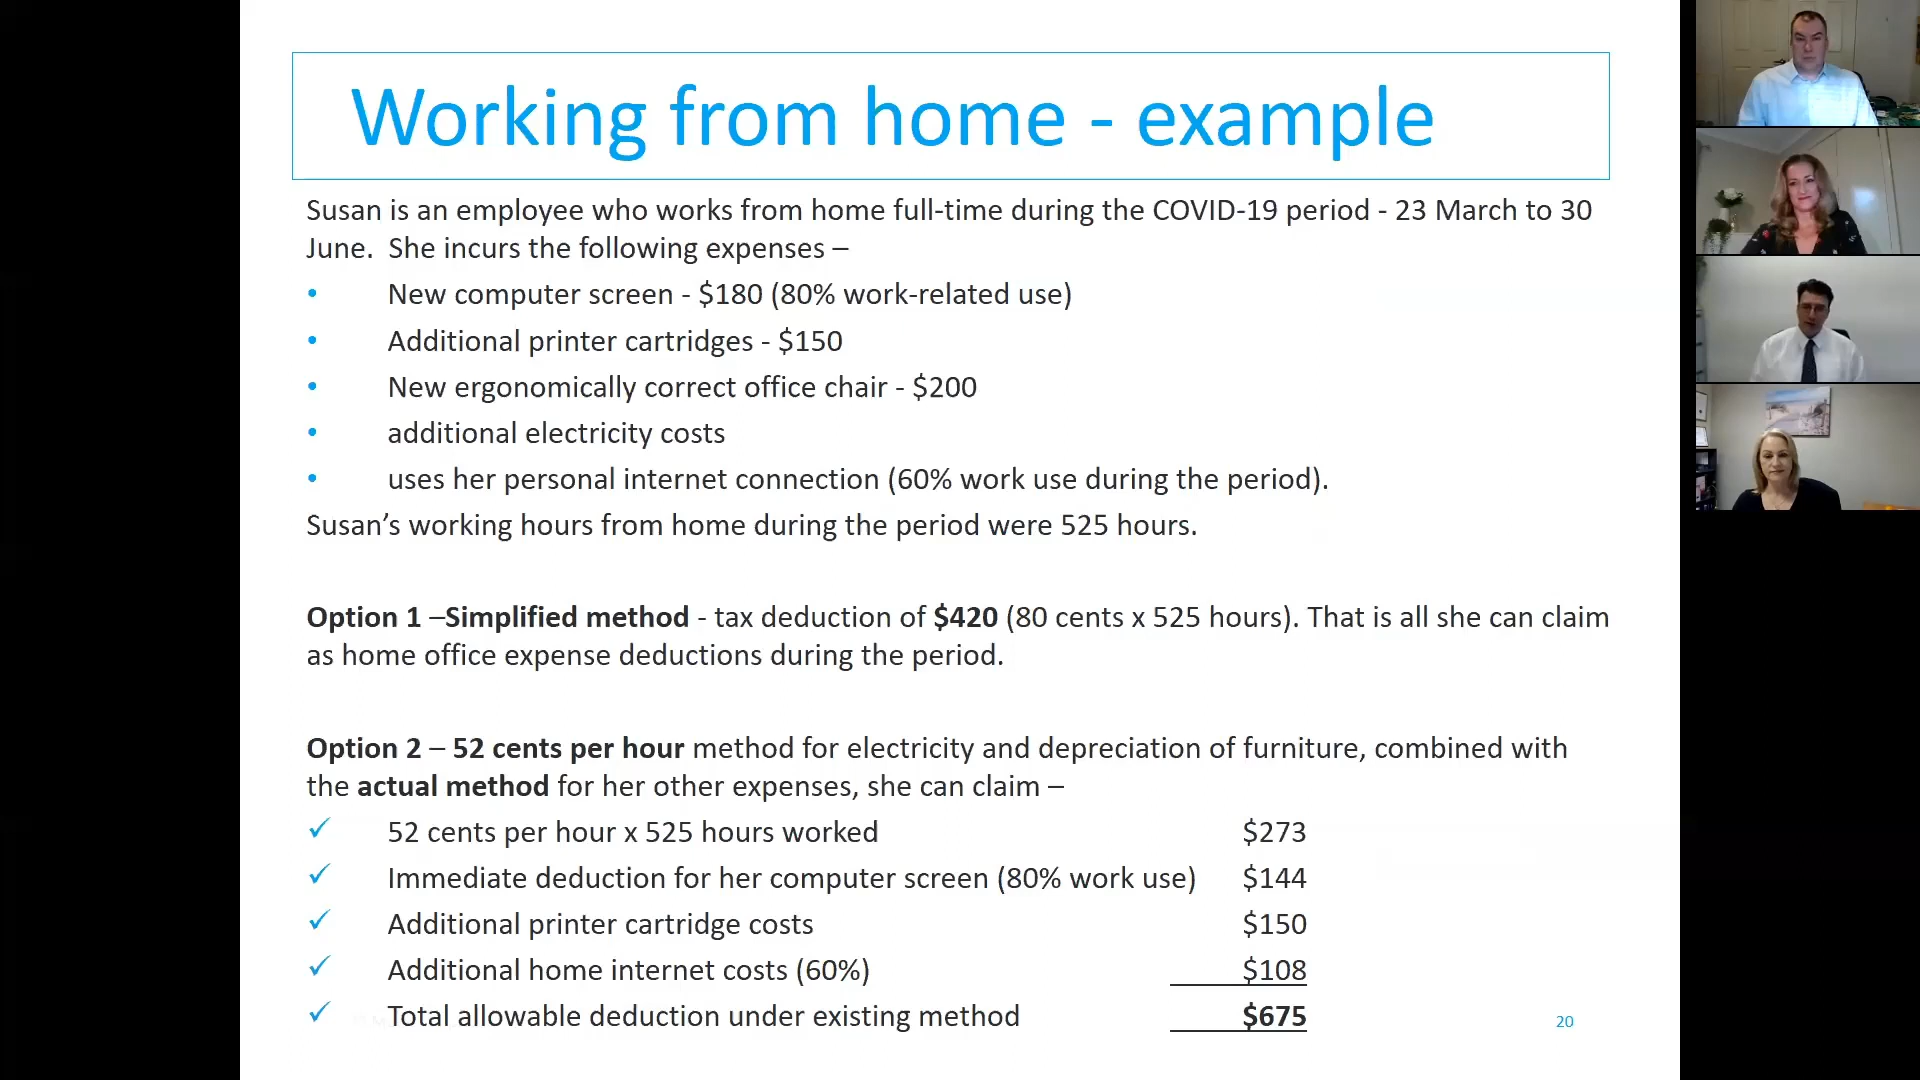 Working from home - example
Susan is an employee who works from home full-time during the COVID-19 period - 23 March to 30
June.  She incurs the following expenses –
• New computer screen - $180 (80% work-related use)
• Additional printer cartridges - $150
• New ergonomically correct office chair - $200
• additional electricity costs
• uses her personal internet connection (60% work use during the period).
Susan’s working hours from home during the period were 525 hours.
Option 1 –Simplified method - tax deduction of $420 (80 cents x 525 hours). That is all she can claim
as home office expense deductions during the period.
Option 2 – 52 cents per hour method for electricity and depreciation of furniture, combined with
the actual method for her other expenses, she can claim –
✓ 52 cents per hour x 525 hours worked $273
✓ Immediate deduction for her computer screen (80% work use) $144
✓ Additional printer cartridge costs $150
✓ Additional home internet costs (60%) $108
✓ Total allowable deduction under existing method $675
20